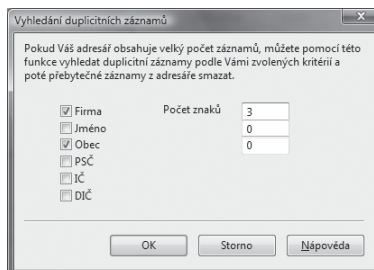 Vyhledání duplicitních záznamů
Pokud Váš adresář obsahuje velký počet záznamů, můžete pomocí této
funkce vyhledat duplicitní záznamy podle Vámi zvolených kritérií a
poté přebytečné záznamy z adresáře smazat.
Firma Počet znaků 3
Jméno 0
Obec 0
PSČ
IČ
DIČ
OK Storno Nápověda